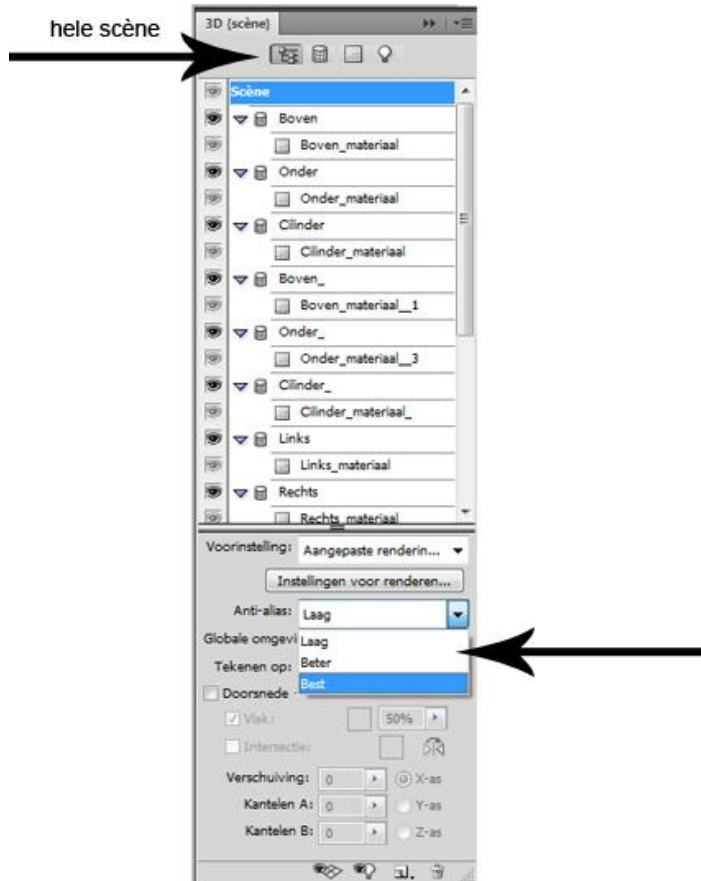 3D {scène}
hele scène
Scène
Boven
Boven_materiaal
Onder
Onder_materiaal
Cilinder
Cilinder_materiaal
Boven_
Boven_materiaal__1
Onder_
Onder_materiaal__3
Cilinder_
Cilinder_materiaal_
Links
Links_materiaal
Rechts
Rechts_materiaal
Voorinstelling: Aangepaste renderin...
Instellingen voor renderen...
Anti-alias: Laag
Globale omgevi Laag
Tekenen op: Beter
Best
Doorsnede
Vlak: 50%
Intersectie:
Verschuiving: 0 X-as
Kantelen A: 0 Y-as
Kantelen B: 0 Z-as